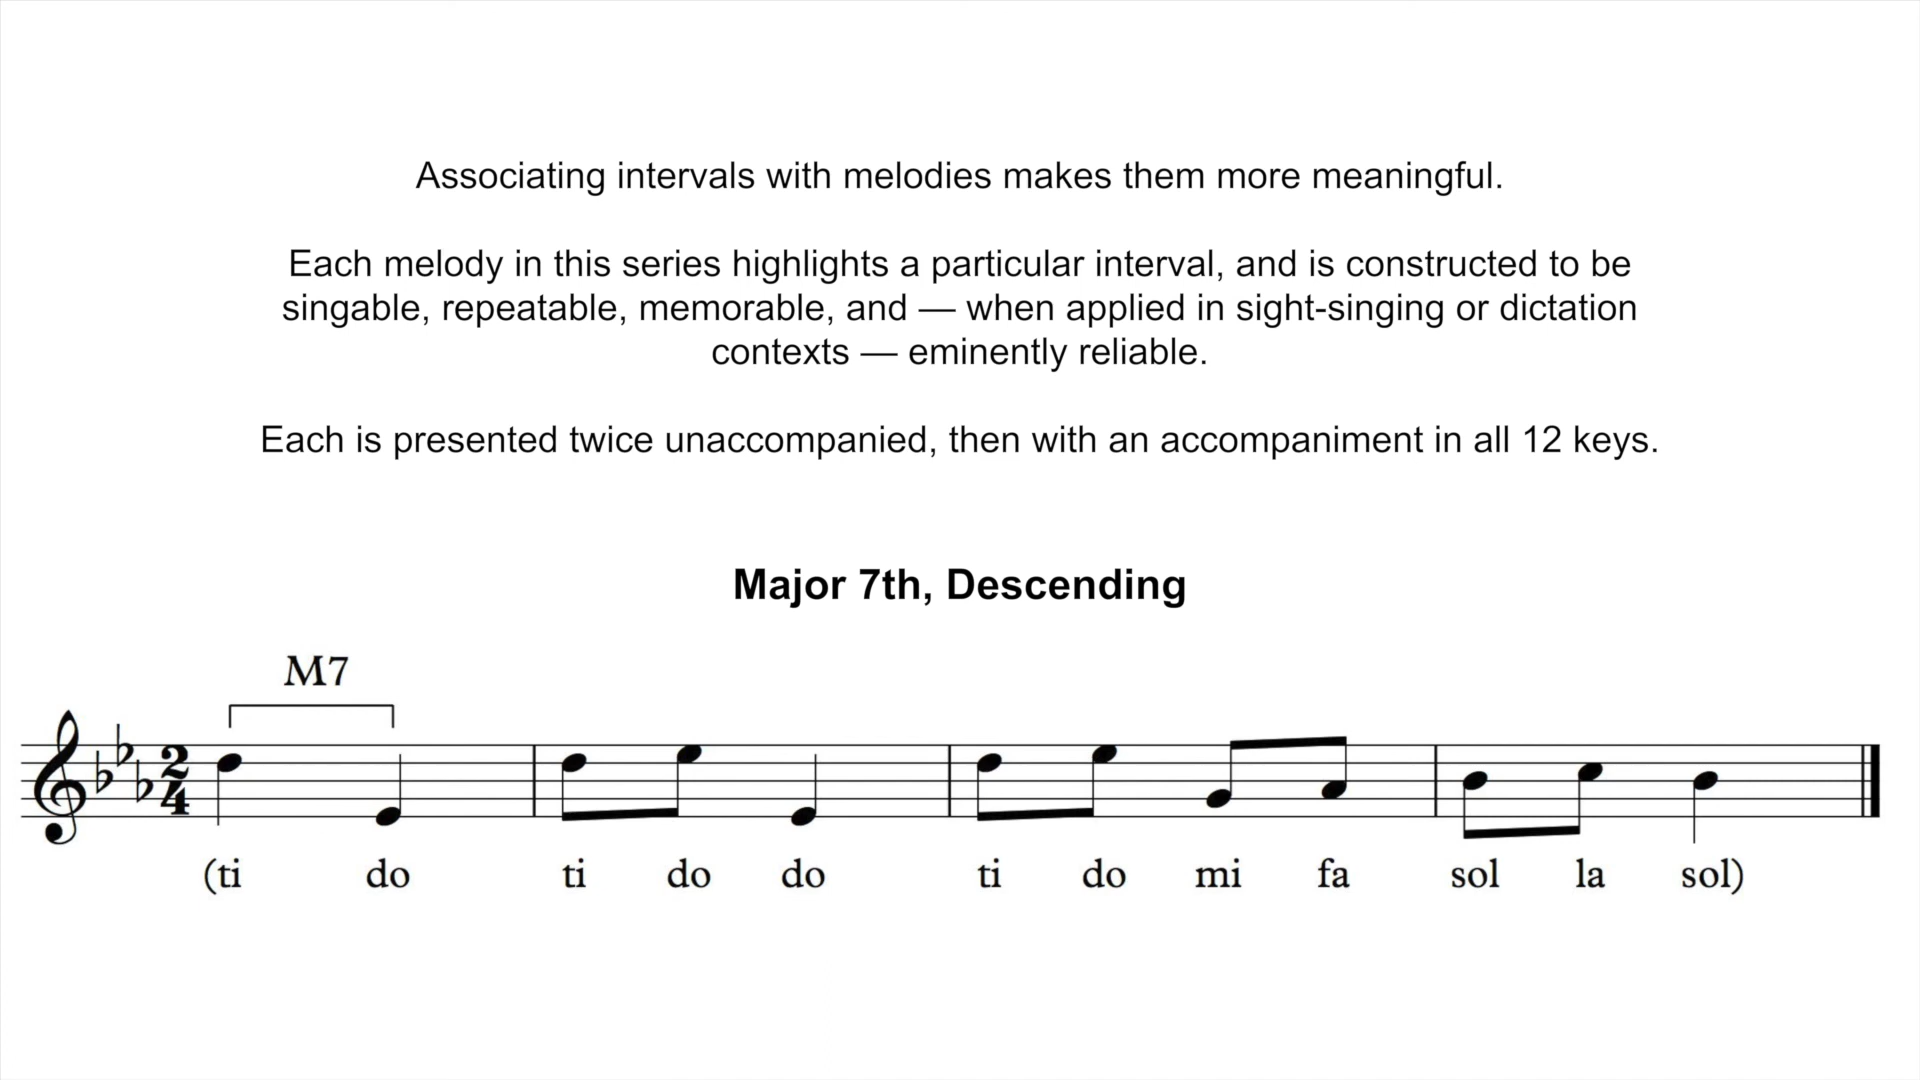 Associating intervals with melodies makes them more meaningful.
Each melody in this series highlights a particular interval, and is constructed to be
singable, repeatable, memorable, and — when applied in sight-singing or dictation
contexts — eminently reliable.
Each is presented twice unaccompanied, then with an accompaniment in all 12 keys.
Major 7th, Descending
M7
2
4
(ti do ti do do ti do mi fa sol la sol)